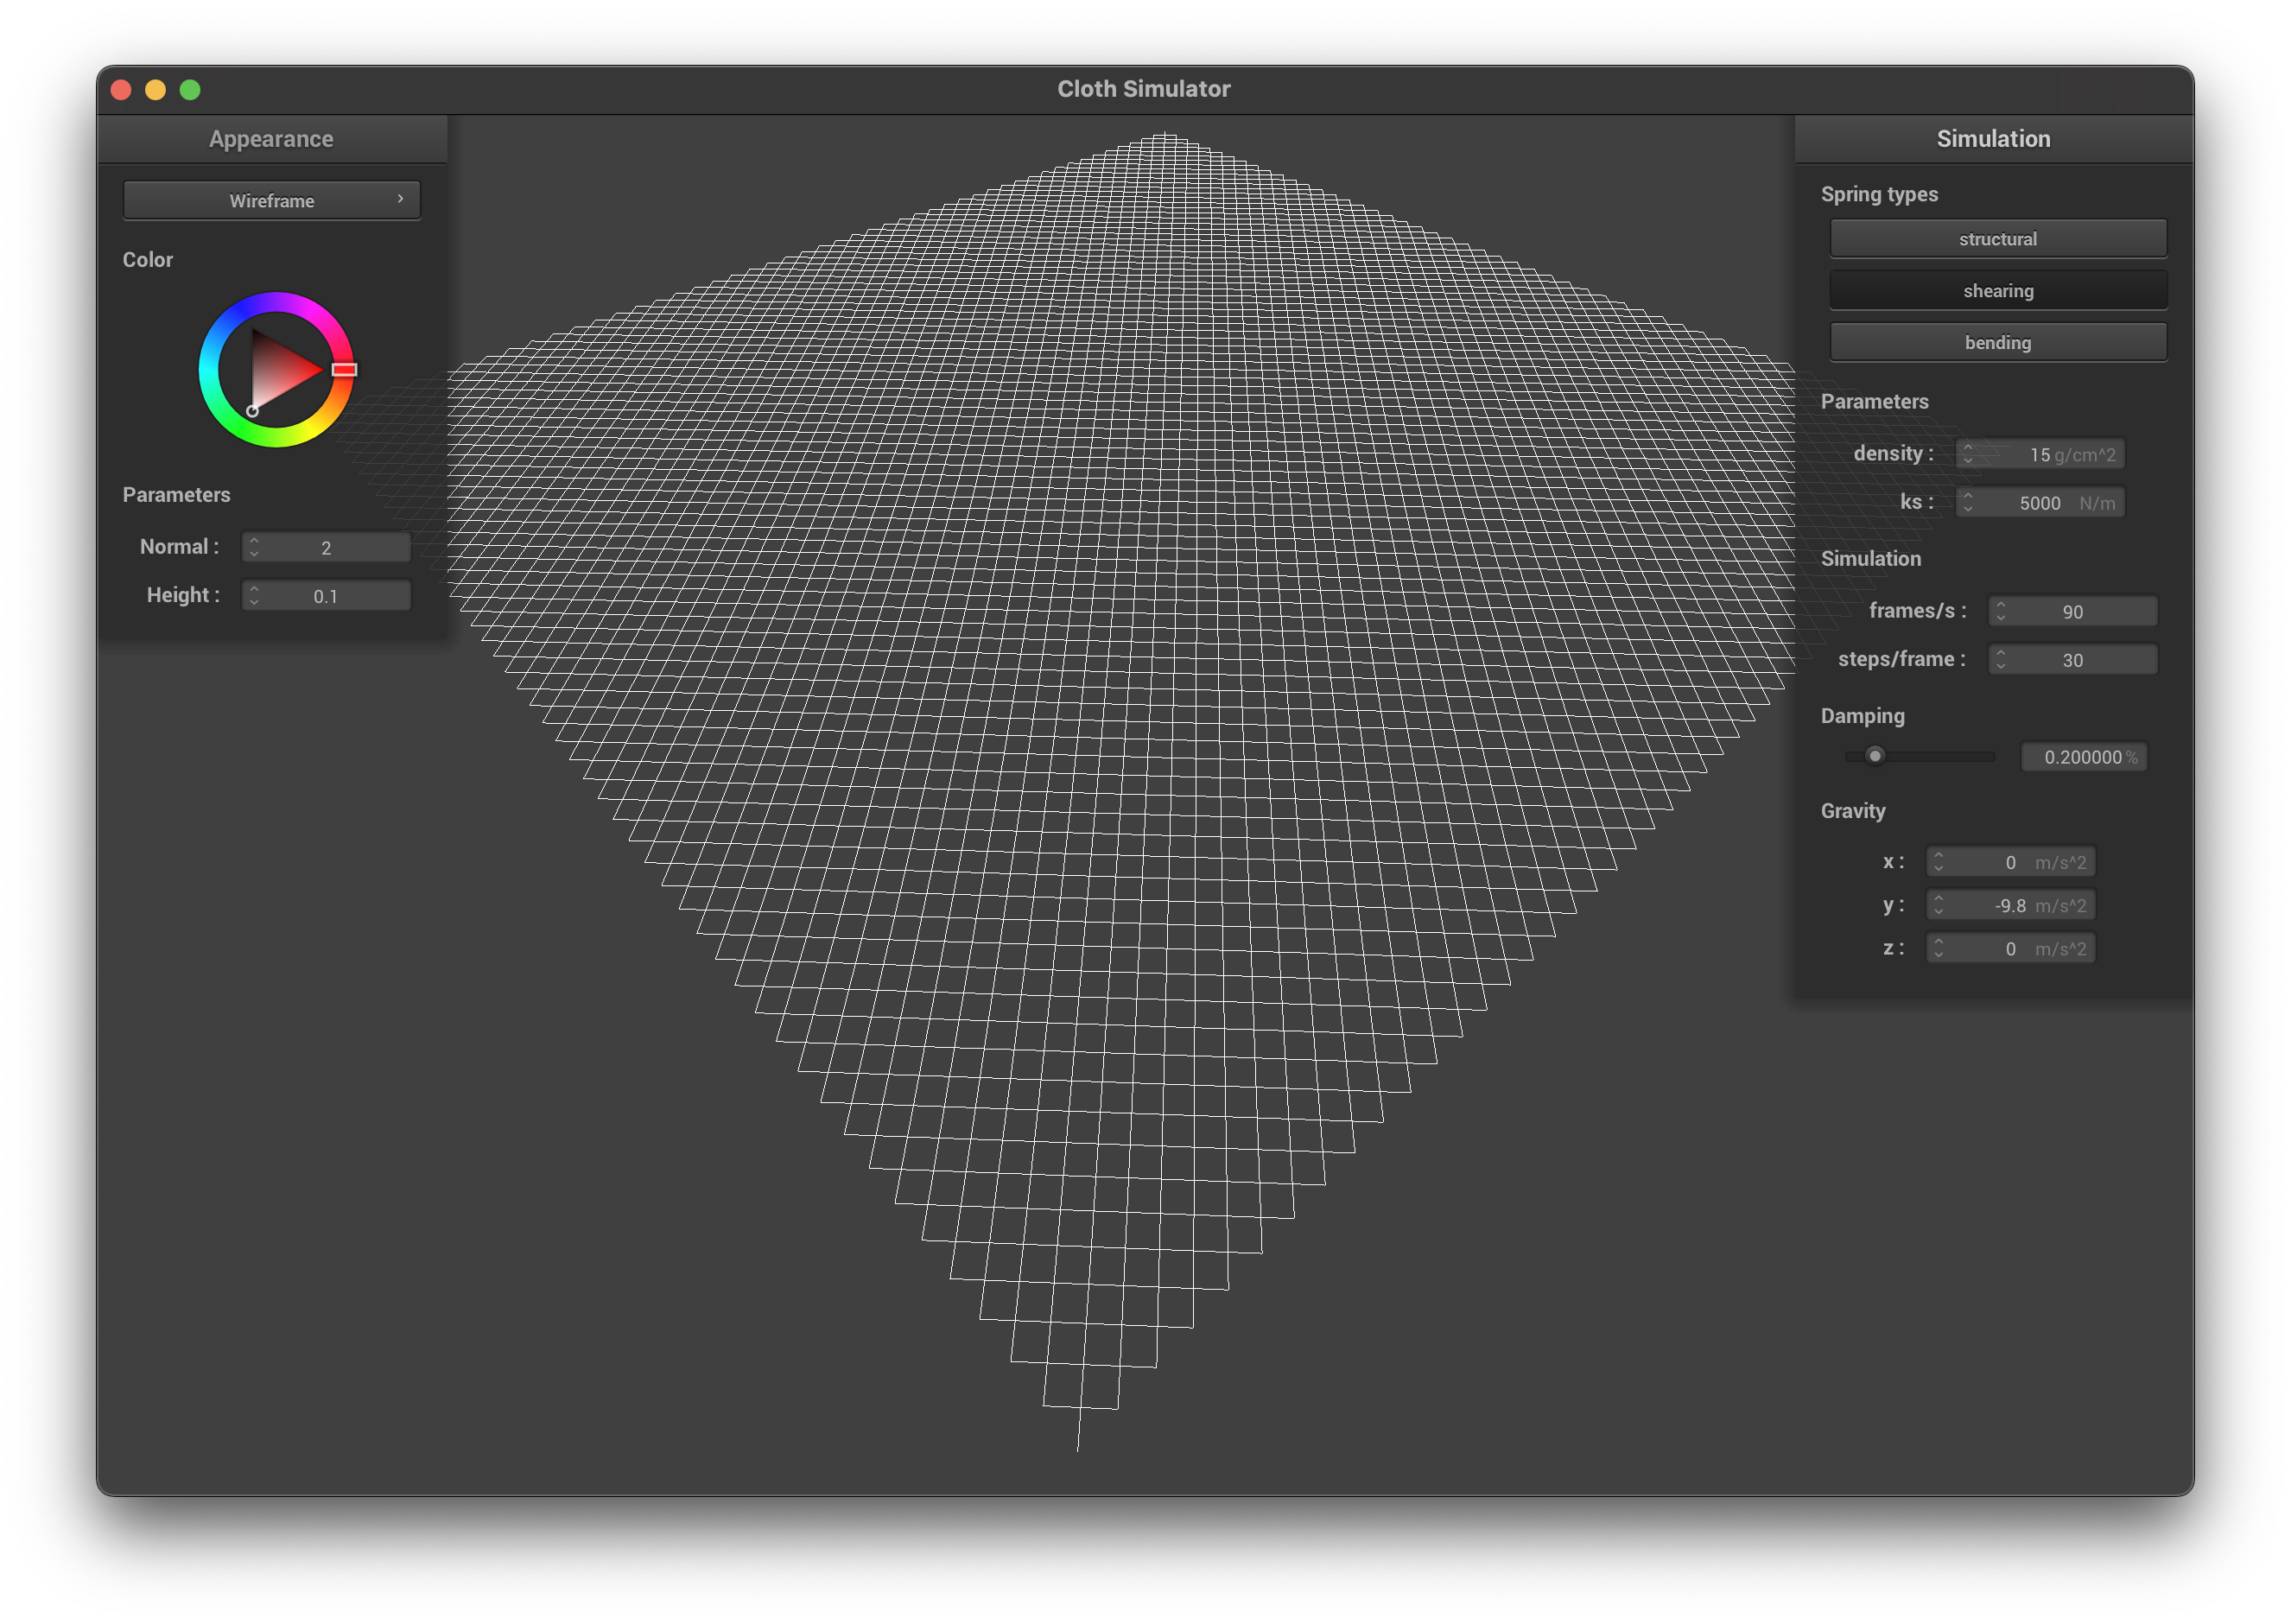 Cloth Simulator
Appearance
Wireframe
Color
Parameters
Normal : 2
Height : 0.1
Simulation
Spring types
structural
shearing
bending
Parameters
density : 15 g/cm^2
ks : 5000 N/m
Simulation
frames/s : 90
steps/frame : 30
Damping
0.200000 %
Gravity
x : 0 m/s^2
y : -9.8 m/s^2
z : 0 m/s^2